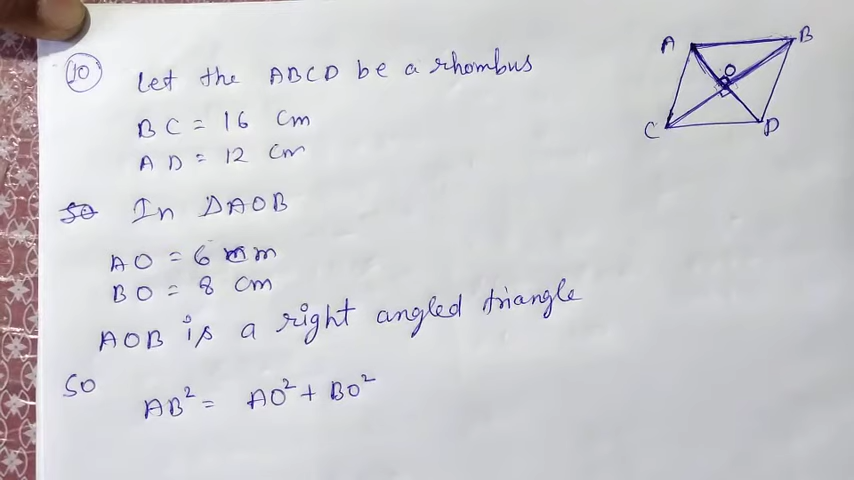 10 Let the ABCD be a rhombus
BC = 16 cm
AD = 12 cm
In ΔAOB
AO = 6 cm
BO = 8 cm
AOB is a right angled triangle
So
AB² = AO² + BO²
A
B
O
C
D